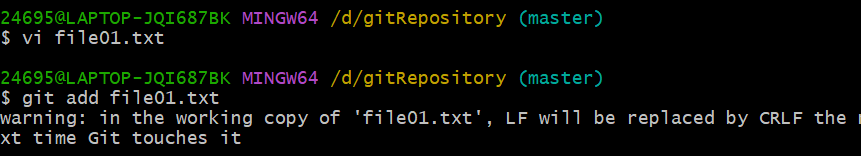 24695@LAPTOP-JQI687BK MINGW64 /d/gitRepository (master)
$ vi file01.txt
24695@LAPTOP-JQI687BK MINGW64 /d/gitRepository (master)
$ git add file01.txt
warning: in the working copy of 'file01.txt', LF will be replaced by CRLF the
xt time Git touches it